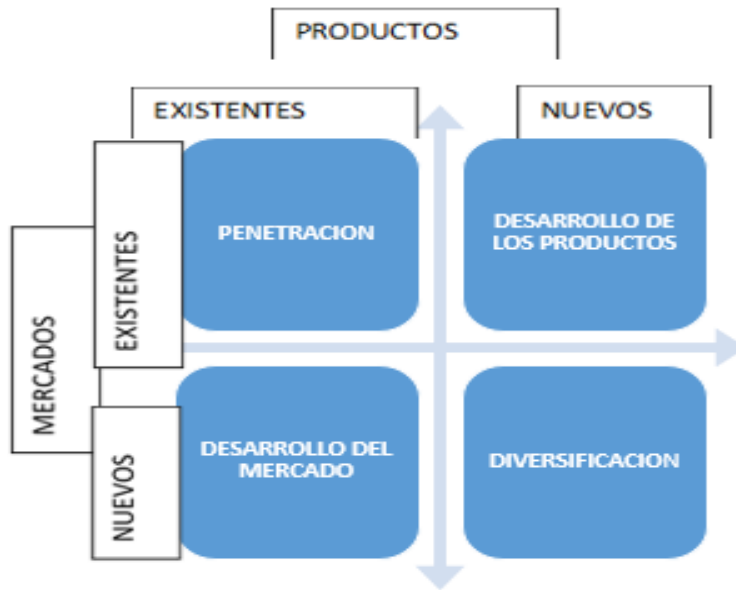 PRODUCTOS
EXISTENTES
NUEVOS
MERCADOS
EXISTENTES
NUEVOS
PENETRACION
DESARROLLO DE
LOS PRODUCTOS
DESARROLLO DEL
MERCADO
DIVERSIFICACION